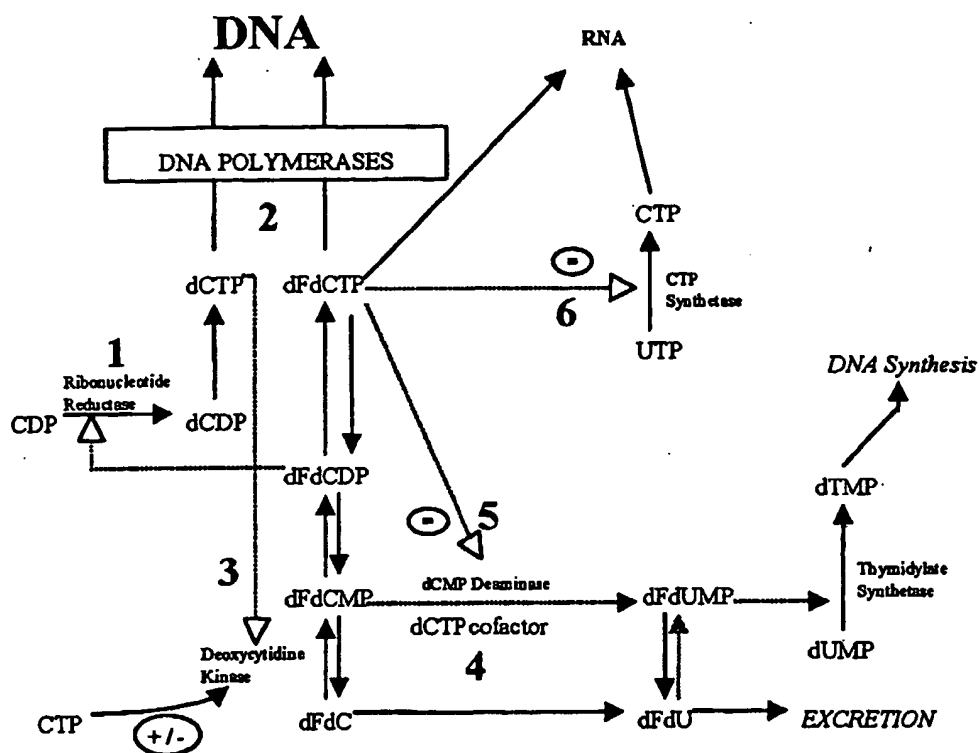 DNA
RNA
DNA POLYMERASES
2
CTP
dCTP
dFdCTP
-
6
CTP
Synthetase
UTP
1
Ribonucleotide
Reductase
CDP
dCDP
DNA Synthesis
dFdCDP
dTMP
-
5
3
dCMP Deaminase
dFdCMP
dFdUMP
Thymidylate
Synthetase
dCTP cofactor
4
dUMP
Deoxycytidine
Kinase
CTP
+/-
dFdC
dFdU
EXCRETION